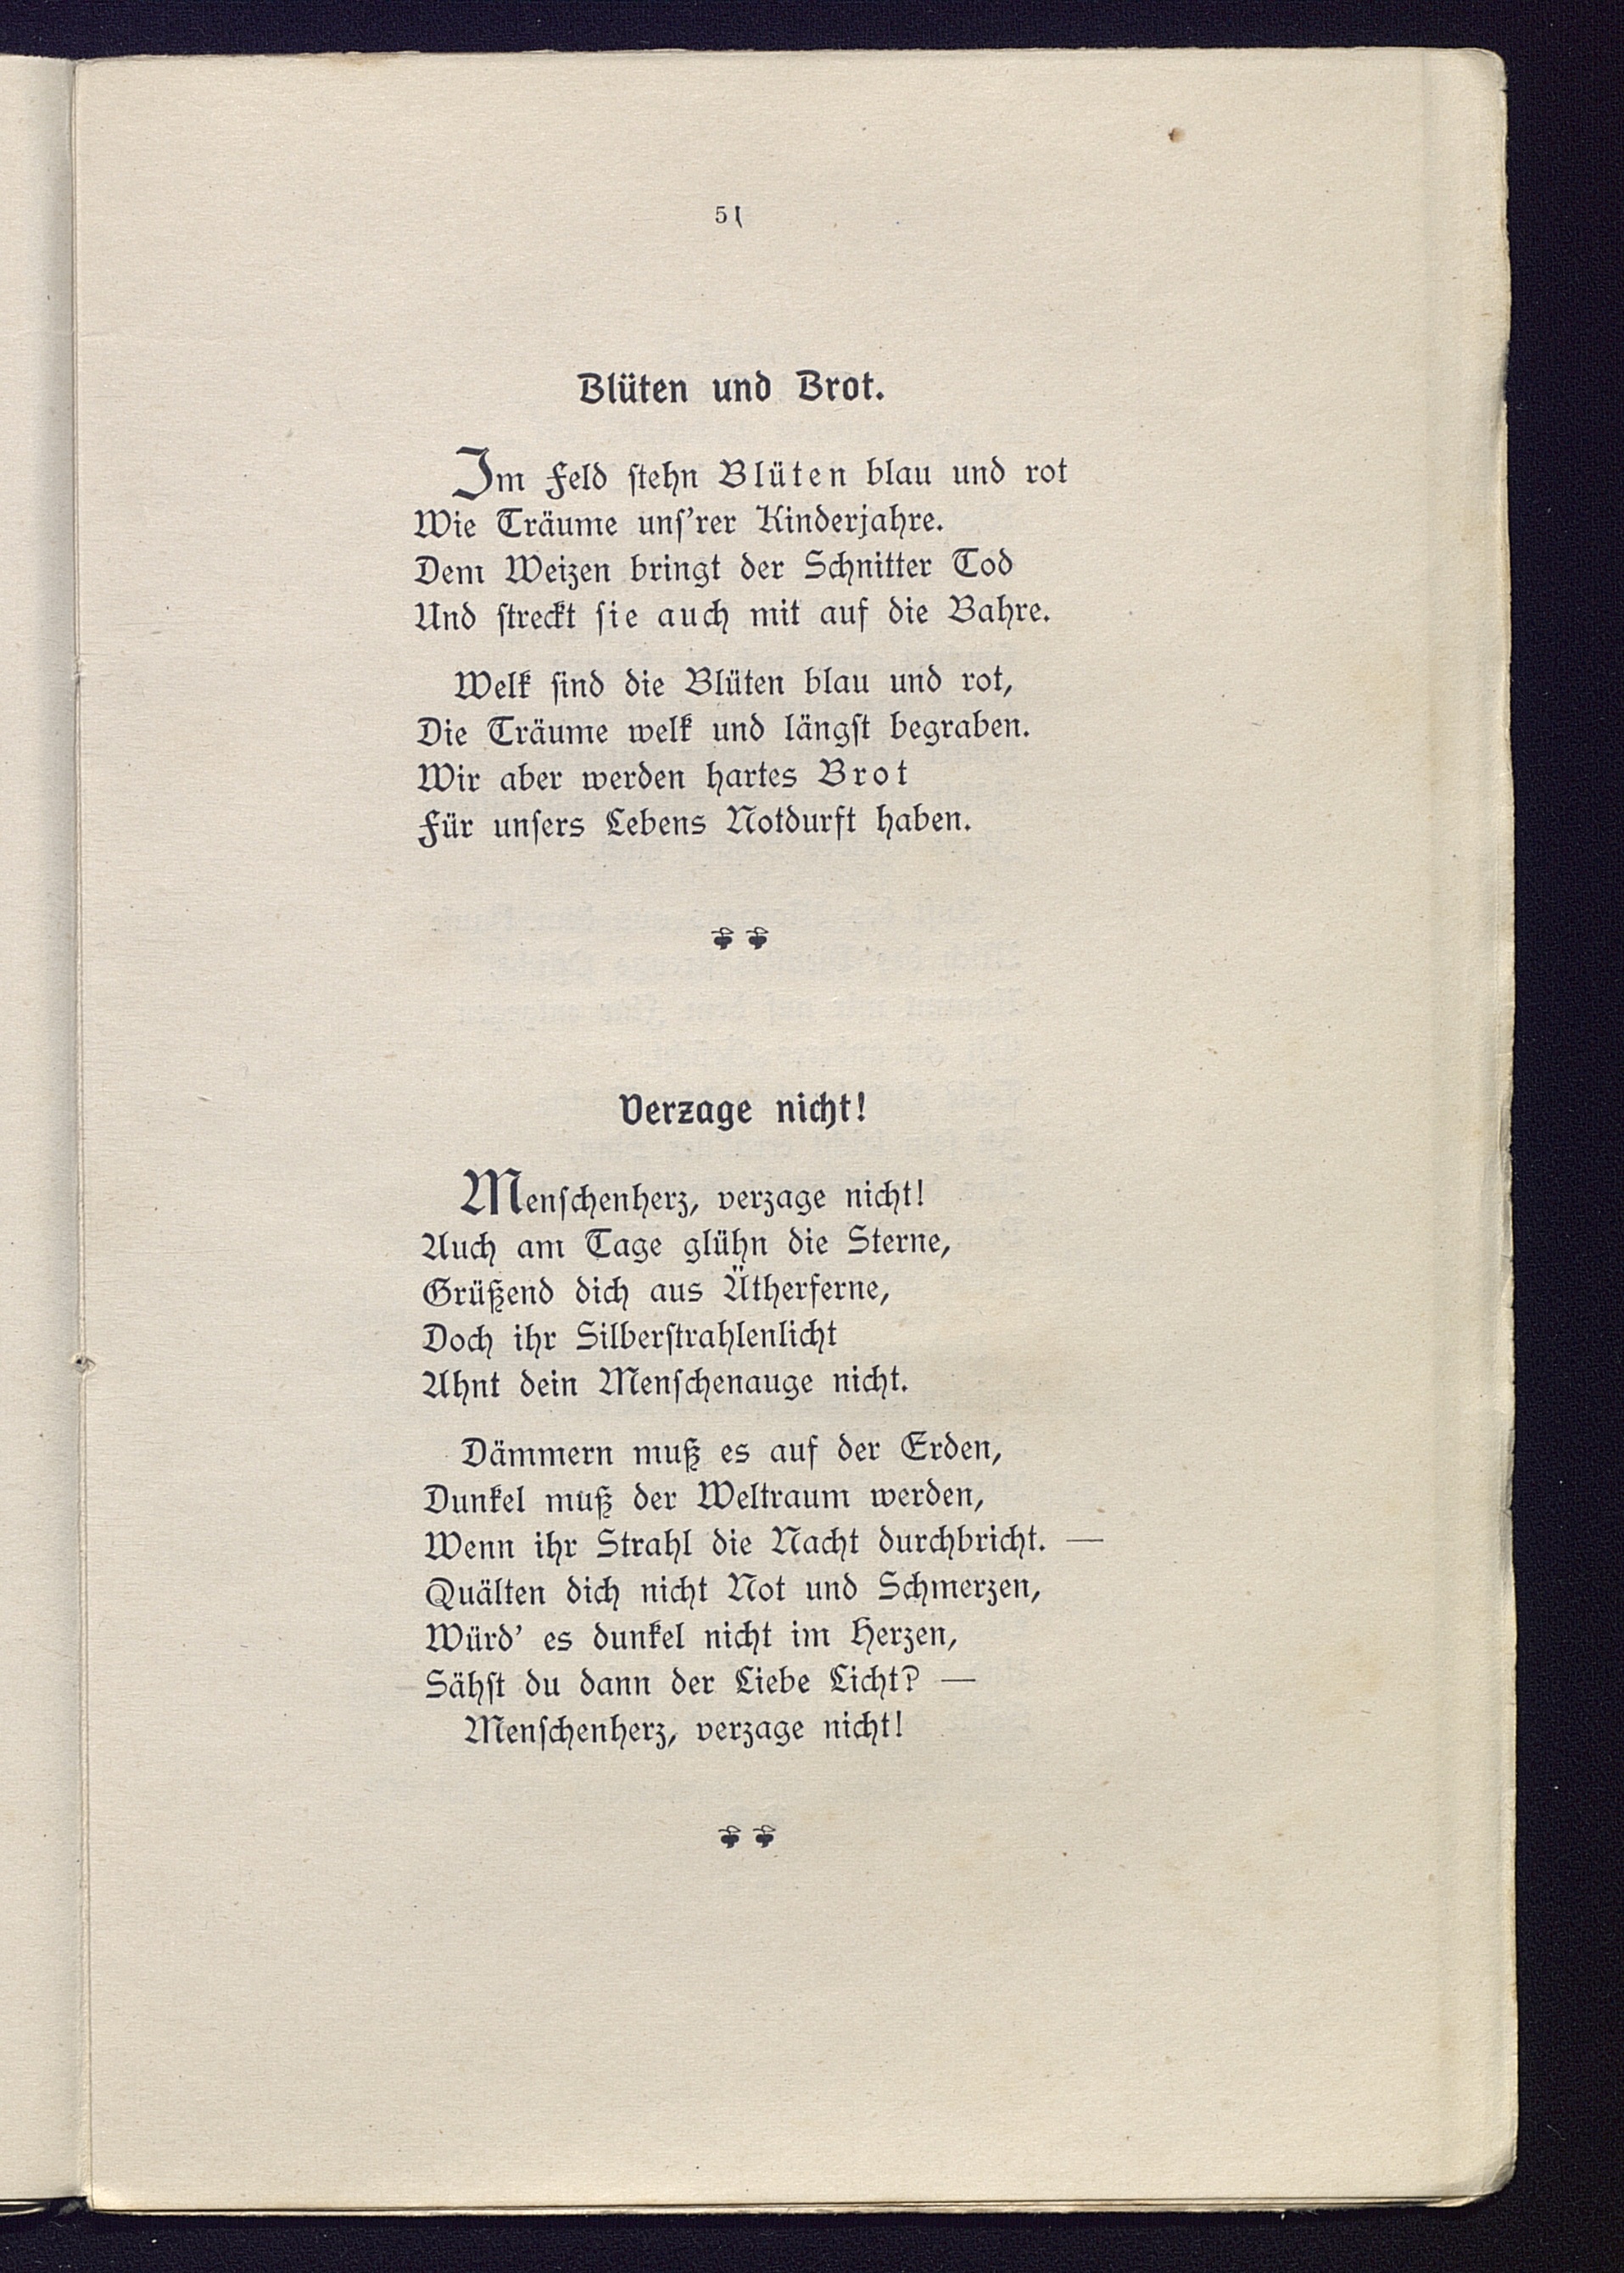 51
Blüten und Brot.
Im Feld stehn Blüten blau und rot
Wie Träume uns'rer Kinderjahre.
Dem Weizen bringt der Schnitter Tod
Und streckt sie auch mit auf die Bahre.
Welk sind die Blüten blau und rot,
Die Träume welk und längst begraben.
Wir aber werden hartes Brot
Für unsers Lebens Notdurft haben.
Verzage nicht!
Menschenherz, verzage nicht!
Auch am Tage glühn die Sterne,
Grüßend dich aus Ätherferne,
Doch ihr Silberstrahlenlicht
Ahnt dein Menschenauge nicht.
Dämmern muß es auf der Erden,
Dunkel muß der Weltraum werden,
Wenn ihr Strahl die Nacht durchbricht. —
Quälten dich nicht Not und Schmerzen,
Würd' es dunkel nicht im Herzen,
Sähst du dann der Liebe Licht? —
Menschenherz, verzage nicht!